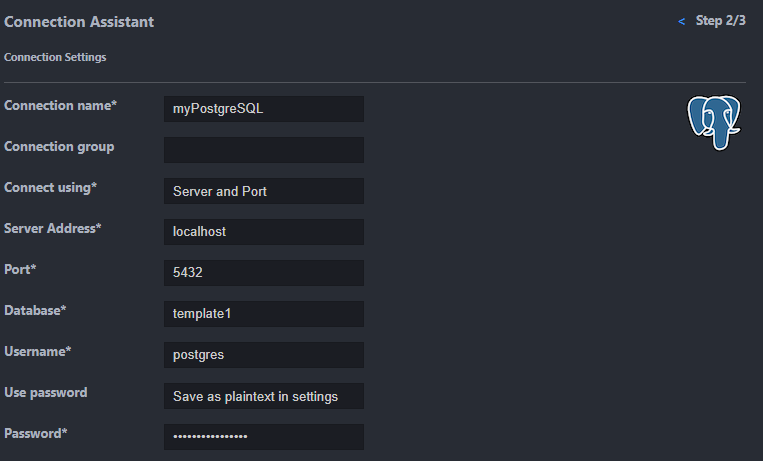 Connection Assistant
< Step 2/3
Connection Settings
Connection name* myPostgreSQL
Connection group
Connect using* Server and Port
Server Address* localhost
Port* 5432
Database* template1
Username* postgres
Use password Save as plaintext in settings
Password* •••••••••••••••